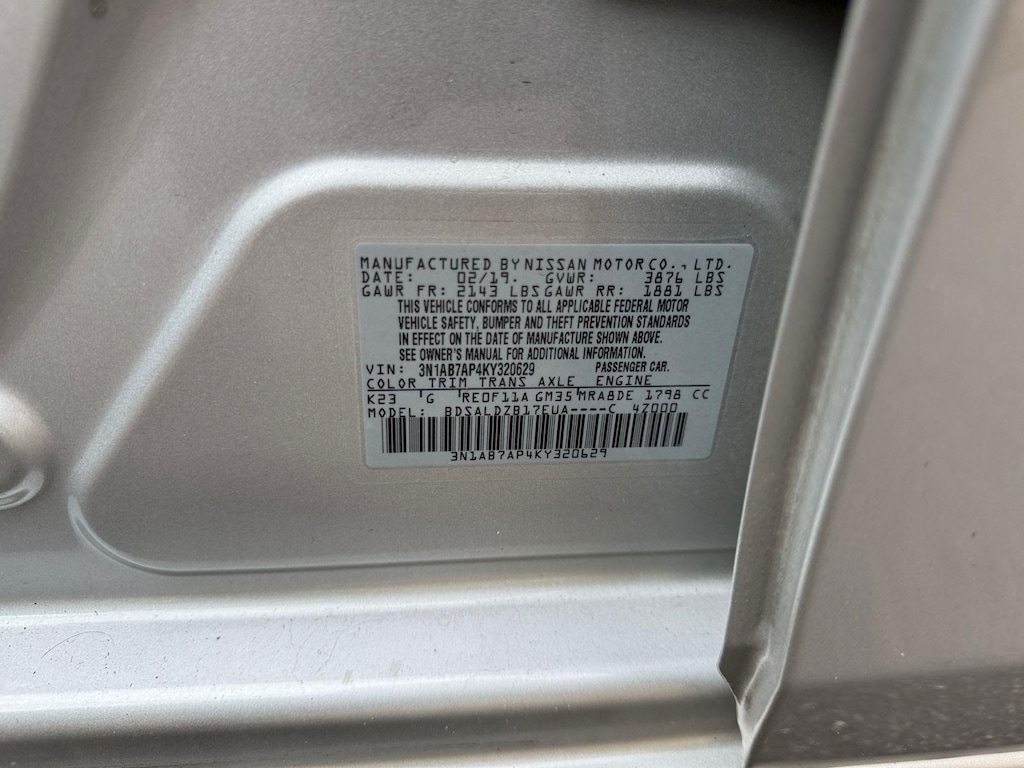 MANUFACTURED BY NISSAN MOTOR CO., LTD.
DATE: 02/19. GVWR: 3876 LBS
GAWR FR: 2143 LBS GAWR RR: 1881 LBS
THIS VEHICLE CONFORMS TO ALL APPLICABLE FEDERAL MOTOR
VEHICLE SAFETY, BUMPER AND THEFT PREVENTION STANDARDS
IN EFFECT ON THE DATE OF MANUFACTURE SHOWN ABOVE.
SEE OWNER'S MANUAL FOR ADDITIONAL INFORMATION.
VIN: 3N1AB7AP4KY320629 PASSENGER CAR.
COLOR TRIM TRANS AXLE ENGINE
K23 'G 'RE0F11A GM35 MRA8DE 1798 CC
MODEL: BDSALDZB17EUA----C 4Z000
3N1AB7AP4KY320629